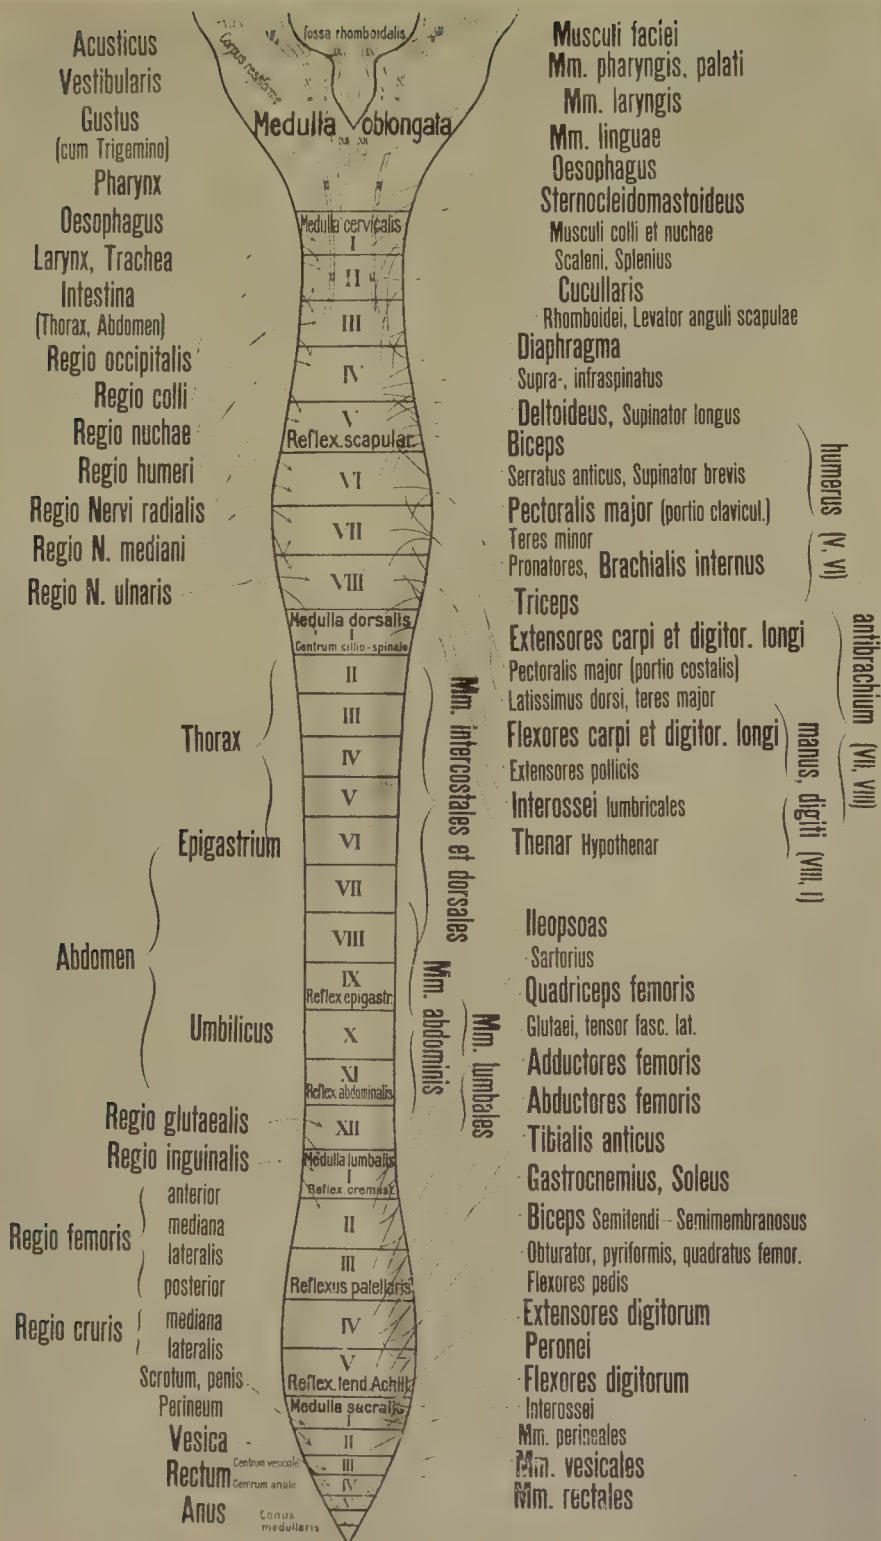 Acusticus
Vestibularis
Gustus
(cum Trigemino)
Pharynx
Oesophagus
Larynx, Trachea
Intestina
(Thorax, Abdomen)
Regio occipitalis
Regio colli
Regio nuchae
Regio humeri
Regio Nervi radialis
Regio N. mediani
Regio N. ulnaris
Thorax
Epigastrium
Abdomen
Umbilicus
Regio glutaealis
Regio inguinalis
Regio femoris
anterior
mediana
lateralis
posterior
Regio cruris
mediana
lateralis
Scrotum, penis
Perineum
Vesica
Rectum
Anus
Centrum vesicale
Centrum anale
Conus
medullaris
fossa rhomboidalis
Corpus restiforme
Medulla oblongata
Medulla cervicalis
I
II
III
IV
V
Reflex. scapular.
VI
VII
VIII
Medulla dorsalis
I
Centrum cilio-spinale
II
III
IV
V
VI
VII
VIII
IX
Reflex epigastr.
X
XI
Reflex abdominalis
XII
Medulla lumbalis
I
Reflex. cremast.
II
III
Reflexus patellaris
IV
V
Reflex. tend. Achill.
Medulla sacralis
I
II
III
IV
V
Mm. intercostales et dorsales
Mm. abdominis
Mm. lumbales
Musculi faciei
Mm. pharyngis, palati
Mm. laryngis
Mm. linguae
Oesophagus
Sternocleidomastoideus
Musculi colli et nuchae
Scaleni, Splenius
Cucullaris
Rhomboidei, Levator anguli scapulae
Diaphragma
Supra-, infraspinatus
Deltoideus, Supinator longus
Biceps
Serratus anticus, Supinator brevis
Pectoralis major (portio clavicul.)
Teres minor
Pronatores, Brachialis internus
Triceps
Extensores carpi et digitor. longi
Pectoralis major (portio costalis)
Latissimus dorsi, teres major
Flexores carpi et digitor. longi
Extensores pollicis
Interossei lumbricales
Thenar Hypothenar
humerus (V, VI)
antibrachium (VII, VIII)
manus, digiti (VIII, I)
Ileopsoas
Sartorius
Quadriceps femoris
Glutaei, tensor fasc. lat.
Adductores femoris
Abductores femoris
Tibialis anticus
Gastrocnemius, Soleus
Biceps Semitendi- Semimembranosus
Obturator, pyriformis, quadratus femor.
Flexores pedis
Extensores digitorum
Peronei
Flexores digitorum
Interossei
Mm. perineales
Mm. vesicales
Mm. rectales